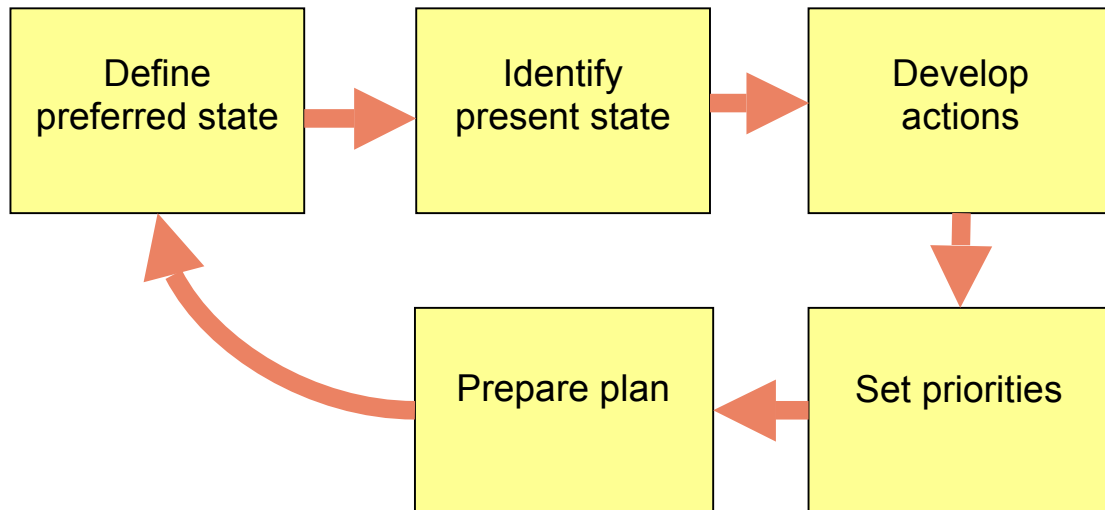 Define
preferred state
Identify
present state
Develop
actions
Prepare plan
Set priorities